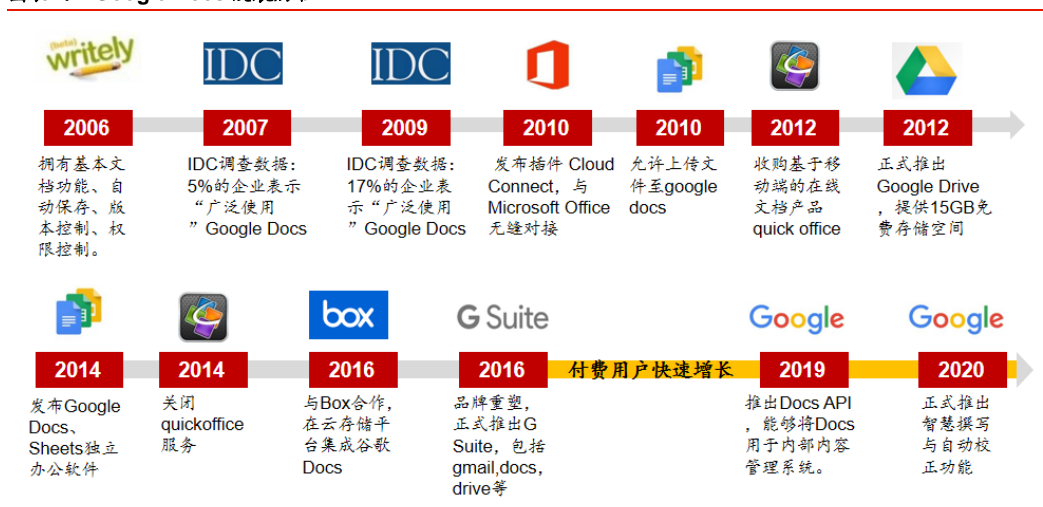 (beta)
writely
IDC
IDC
2006
2007
2009
2010
2010
2012
2012
拥有基本文
档功能、自
动保存、版
本控制、权
限控制。
IDC调查数据：
5%的企业表示
“广泛使用
”Google Docs
IDC调查数据：
17%的企业表
示“广泛使用
”Google Docs
发布插件 Cloud
Connect，与
Microsoft Office
无缝对接
允许上传文
件至google
docs
收购基于移
动端的在线
文档产品
quick office
正式推出
Google Drive
，提供15GB免
费存储空间
box
G Suite
Google
Google
2014
2014
2016
2016
付费用户快速增长
2019
2020
发布Google
Docs、
Sheets独立
办公软件
关闭
quickoffice
服务
与Box合作，
在云存储平
台集成谷歌
Docs
品牌重塑，
正式推出G
Suite，包括
gmail,docs，
drive等
推出Docs API
，能够将Docs
用于内部内容
管理系统。
正式推出
智慧撰写
与自动校
正功能